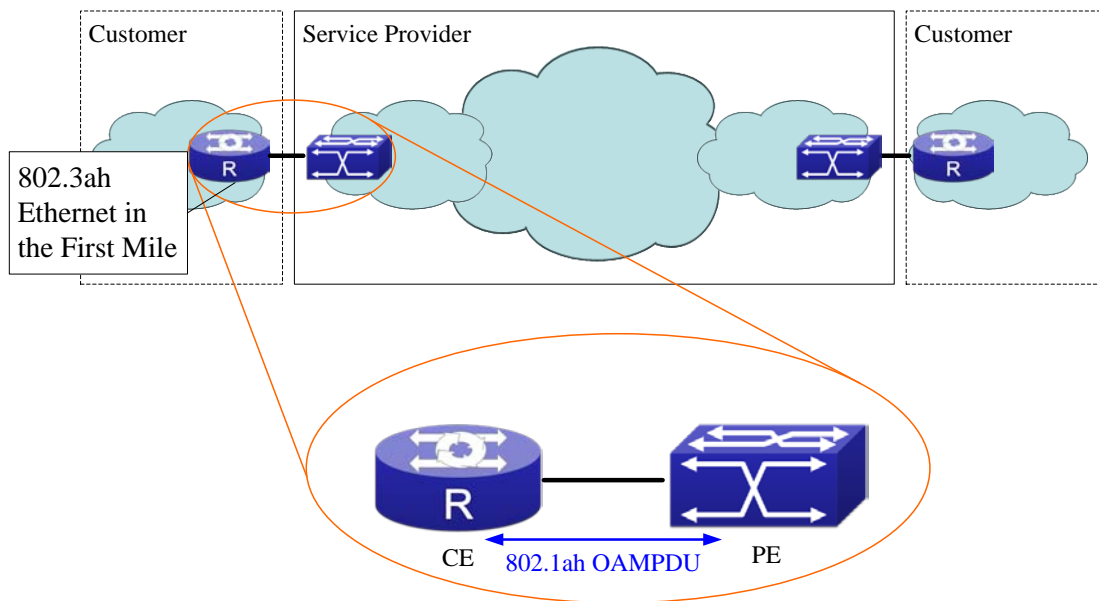 Customer
Service Provider
Customer
R
R
802.3ah
Ethernet in
the First Mile
R
CE
802.1ah OAMPDU
PE